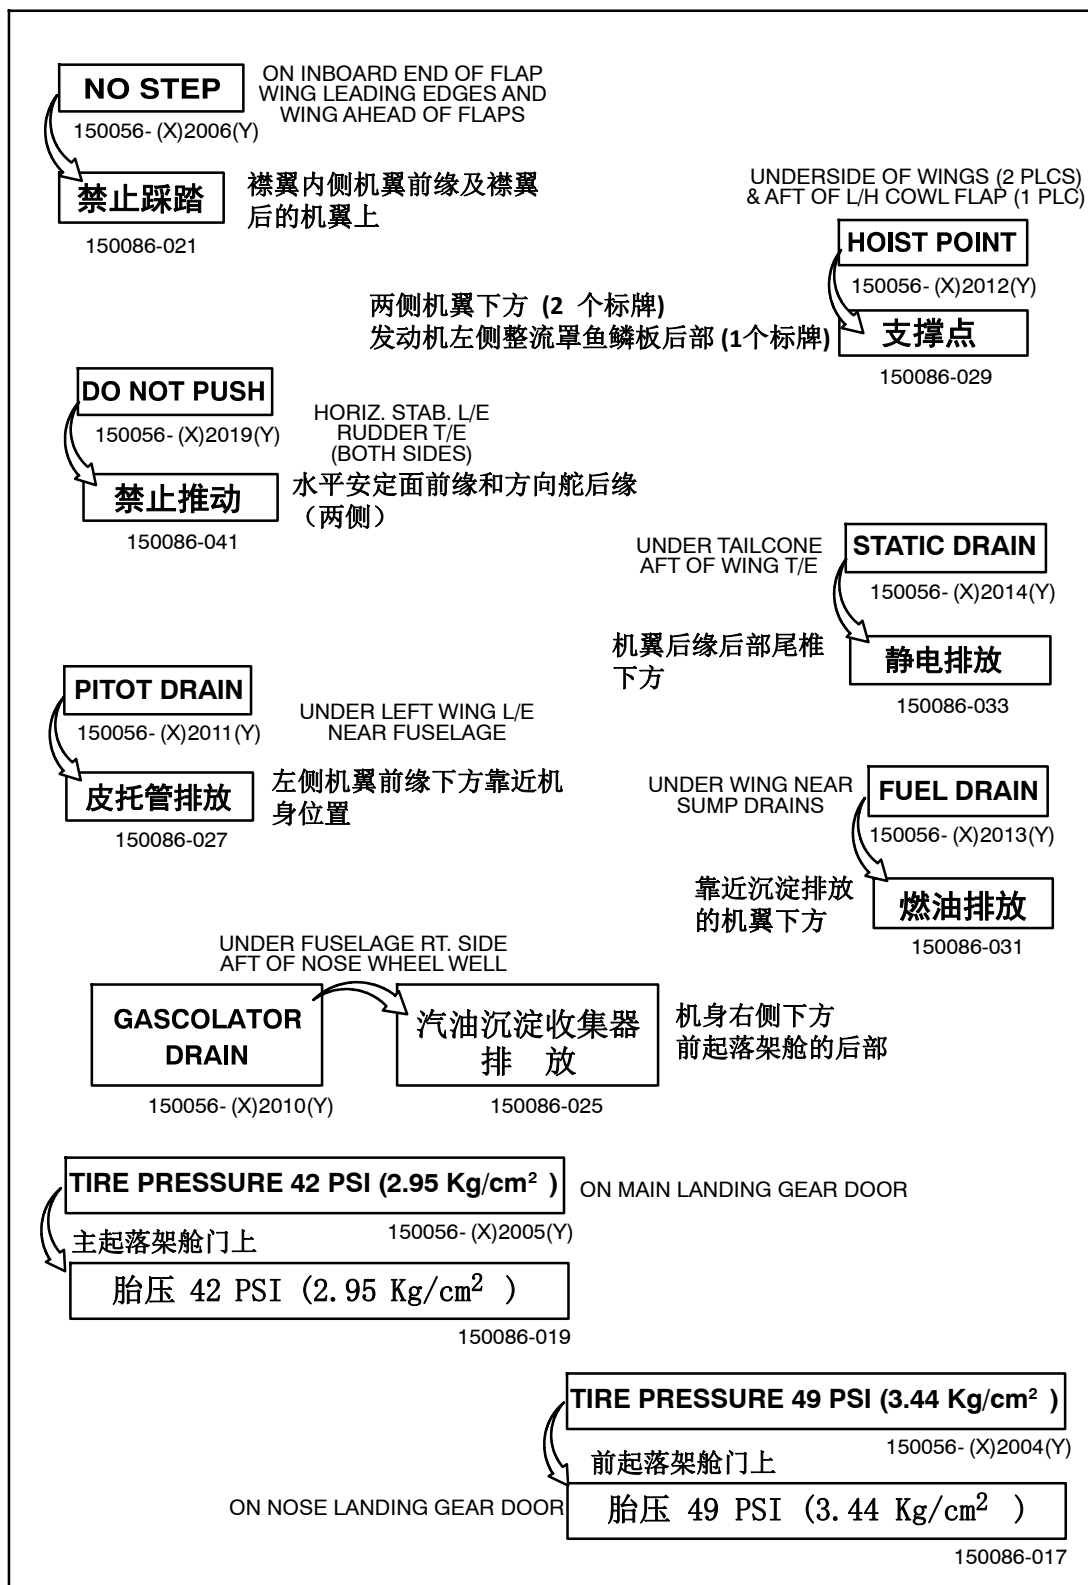 NO STEP
150056- (X)2006(Y)
ON INBOARD END OF FLAP
WING LEADING EDGES AND
WING AHEAD OF FLAPS
禁止踩踏
150086-021
襟翼内侧机翼前缘及襟翼
后的机翼上
UNDERSIDE OF WINGS (2 PLCS)
& AFT OF L/H COWL FLAP (1 PLC)
HOIST POINT
150056- (X)2012(Y)
两侧机翼下方 (2 个标牌)
发动机左侧整流罩鱼鳞板后部 (1个标牌)
支撑点
150086-029
DO NOT PUSH
150056- (X)2019(Y)
HORIZ. STAB. L/E
RUDDER T/E
(BOTH SIDES)
禁止推动
150086-041
水平安定面前缘和方向舵后缘
（两侧）
UNDER TAILCONE
AFT OF WING T/E
STATIC DRAIN
150056- (X)2014(Y)
机翼后缘后部尾椎
下方
静电排放
150086-033
PITOT DRAIN
150056- (X)2011(Y)
UNDER LEFT WING L/E
NEAR FUSELAGE
皮托管排放
150086-027
左侧机翼前缘下方靠近机
身位置
UNDER WING NEAR
SUMP DRAINS
FUEL DRAIN
150056- (X)2013(Y)
靠近沉淀排放
的机翼下方
燃油排放
150086-031
UNDER FUSELAGE RT. SIDE
AFT OF NOSE WHEEL WELL
GASCOLATOR
DRAIN
150056- (X)2010(Y)
汽油沉淀收集器
排 放
150086-025
机身右侧下方
前起落架舱的后部
TIRE PRESSURE 42 PSI (2.95 Kg/cm² )
150056- (X)2005(Y)
ON MAIN LANDING GEAR DOOR
主起落架舱门上
胎压 42 PSI (2.95 Kg/cm² )
150086-019
TIRE PRESSURE 49 PSI (3.44 Kg/cm² )
150056- (X)2004(Y)
前起落架舱门上
ON NOSE LANDING GEAR DOOR
胎压 49 PSI (3.44 Kg/cm² )
150086-017